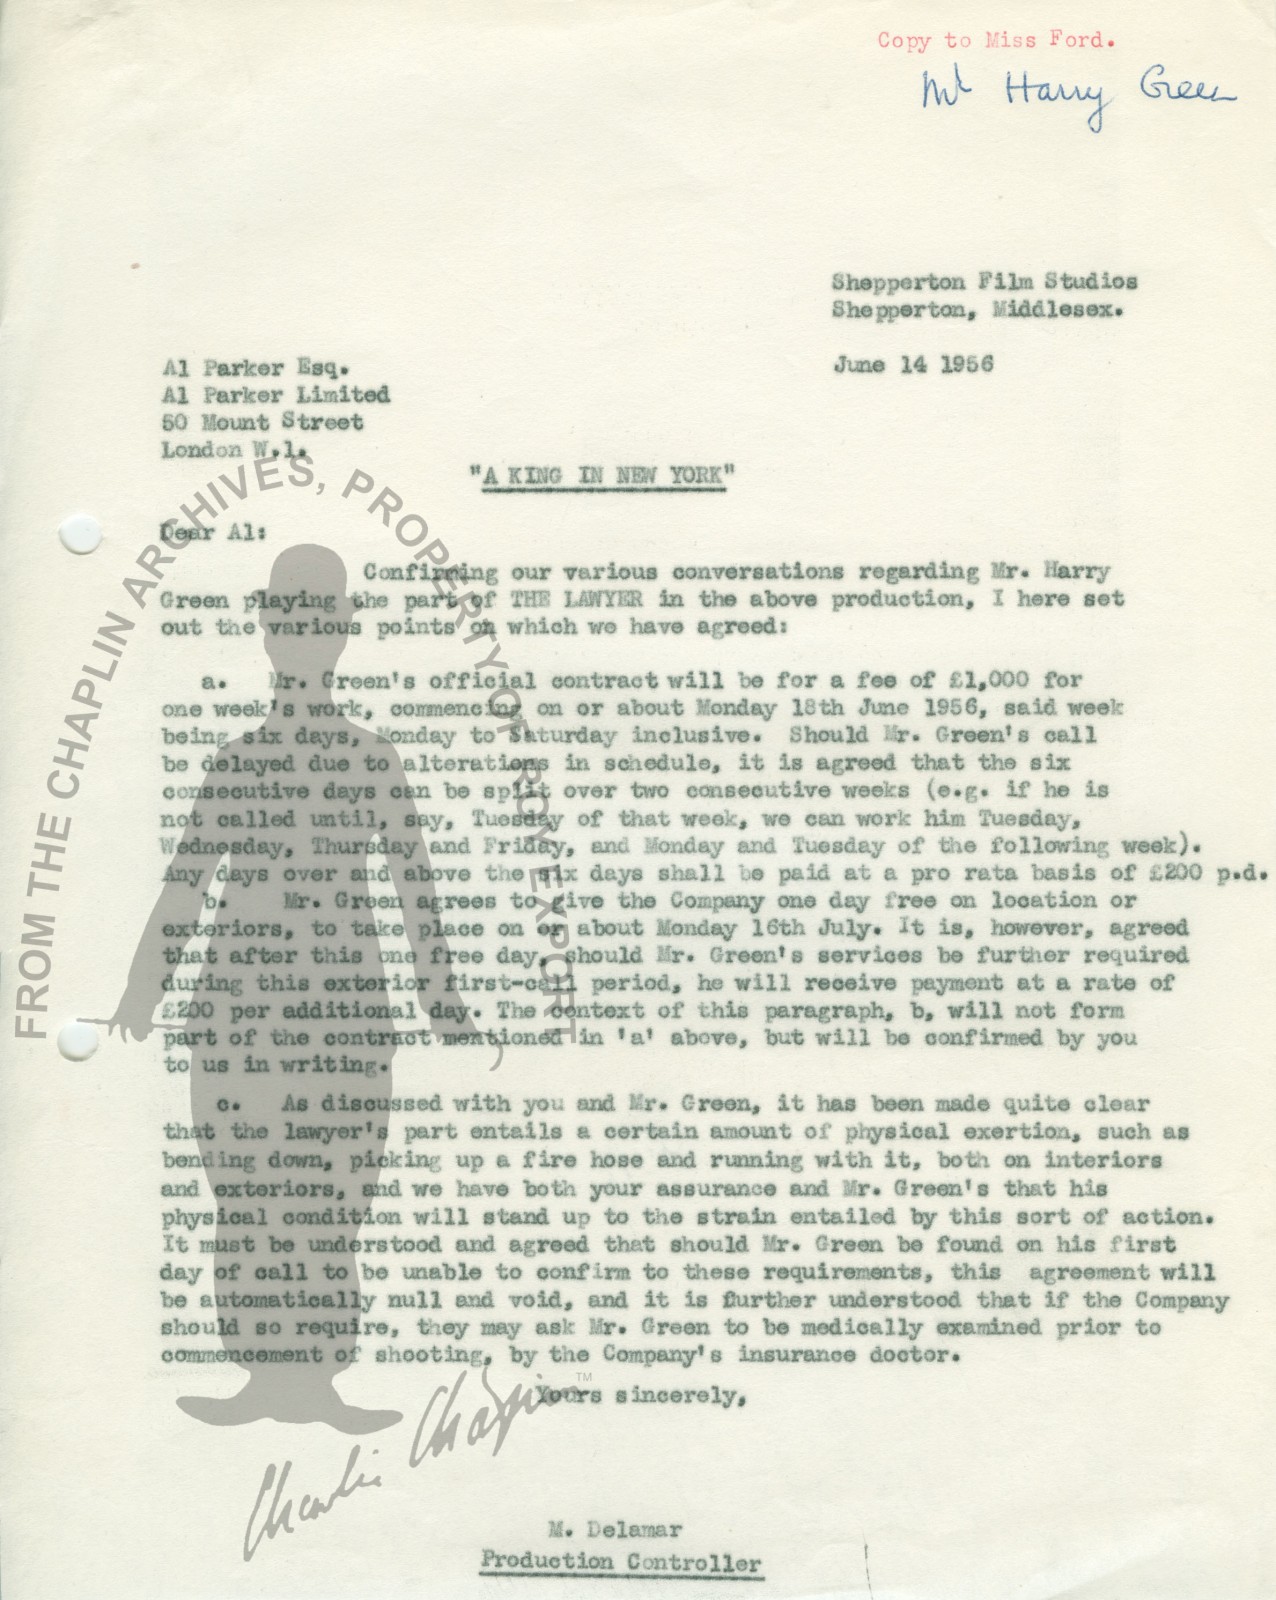 Copy to Miss Ford.
Mr Harry Green
Shepperton Film Studios
Shepperton, Middlesex.
June 14 1956
Al Parker Esq.
Al Parker Limited
50 Mount Street
London W.1.
"A KING IN NEW YORK"
Dear Al:
Confirming our various conversations regarding Mr. Harry
Green playing the part of THE LAWYER in the above production, I here set
out the various points on which we have agreed:
a. Mr. Green's official contract will be for a fee of £1,000 for
one week's work, commencing on or about Monday 18th June 1956, said week
being six days, Monday to Saturday inclusive. Should Mr. Green's call
be delayed due to alterations in schedule, it is agreed that the six
consecutive days can be split over two consecutive weeks (e.g. if he is
not called until, say, Tuesday of that week, we can work him Tuesday,
Wednesday, Thursday and Friday, and Monday and Tuesday of the following week).
Any days over and above the six days shall be paid at a pro rata basis of £200 p.d.
b. Mr. Green agrees to give the Company one day free on location or
exteriors, to take place on or about Monday 16th July. It is, however, agreed
that after this one free day, should Mr. Green's services be further required
during this exterior first-call period, he will receive payment at a rate of
£200 per additional day. The context of this paragraph, b, will not form
part of the contract mentioned in 'a' above, but will be confirmed by you
to us in writing.
c. As discussed with you and Mr. Green, it has been made quite clear
that the lawyer's part entails a certain amount of physical exertion, such as
bending down, picking up a fire hose and running with it, both on interiors
and exteriors, and we have both your assurance and Mr. Green's that his
physical condition will stand up to the strain entailed by this sort of action.
It must be understood and agreed that should Mr. Green be found on his first
day of call to be unable to confirm to these requirements, this agreement will
be automatically null and void, and it is further understood that if the Company
should so require, they may ask Mr. Green to be medically examined prior to
commencement of shooting, by the Company's insurance doctor.
Yours sincerely,
M. Delamar
Production Controller
FROM THE CHAPLIN ARCHIVES, PROPERTY OF ROY EXPORT
Charlie Chaplin TM